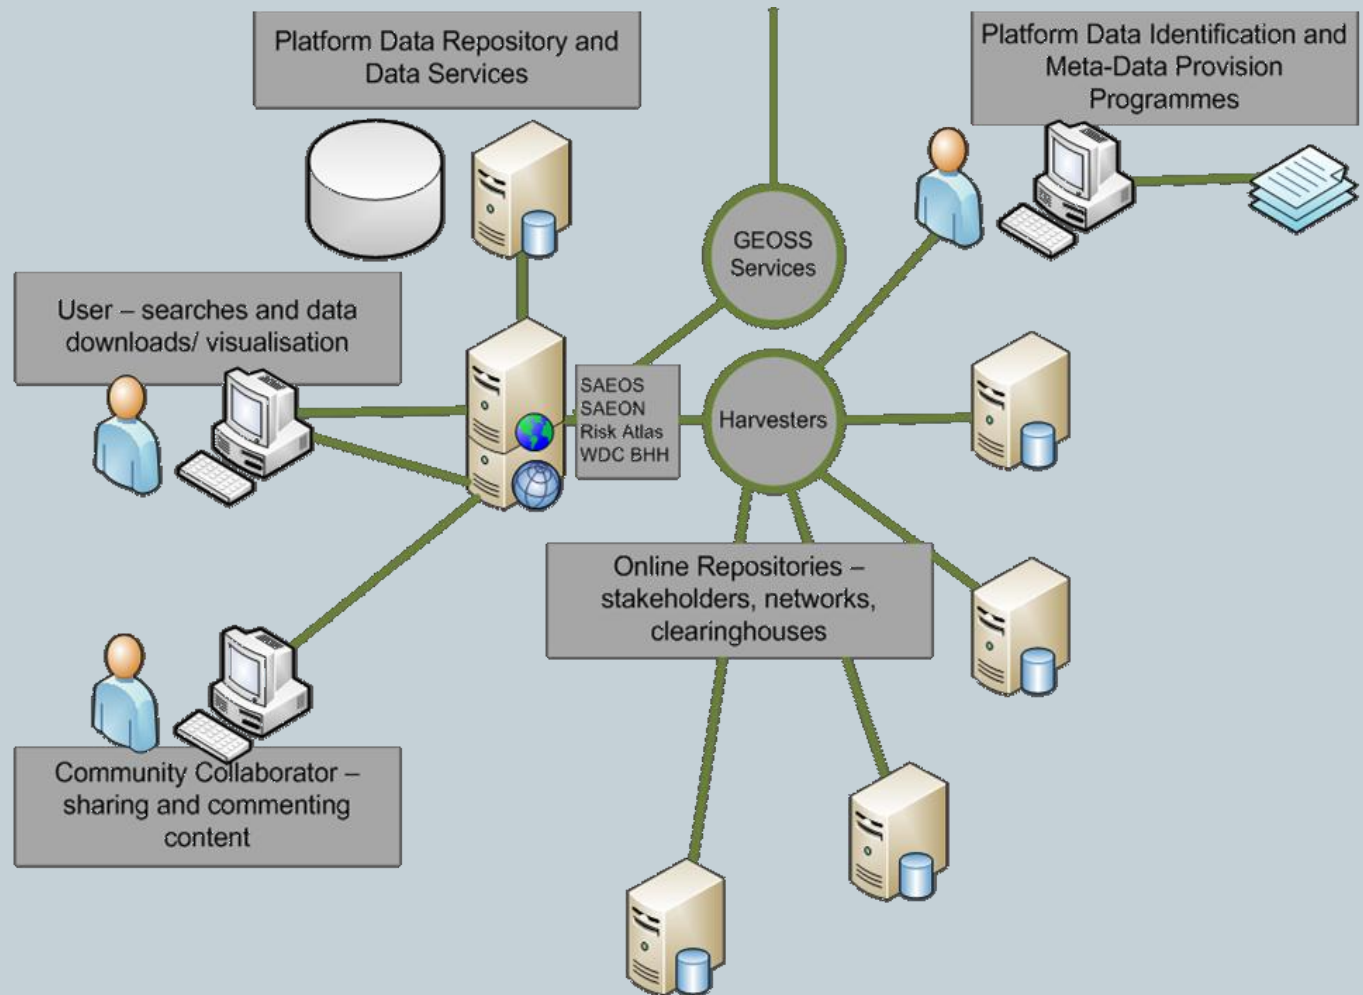 Platform Data Repository and
Data Services
Platform Data Identification and
Meta-Data Provision
Programmes
GEOSS
Services
User – searches and data
downloads/ visualisation
SAEOS
SAEON
Risk Atlas
WDC BHH
Harvesters
Online Repositories –
stakeholders, networks,
clearinghouses
Community Collaborator –
sharing and commenting
content